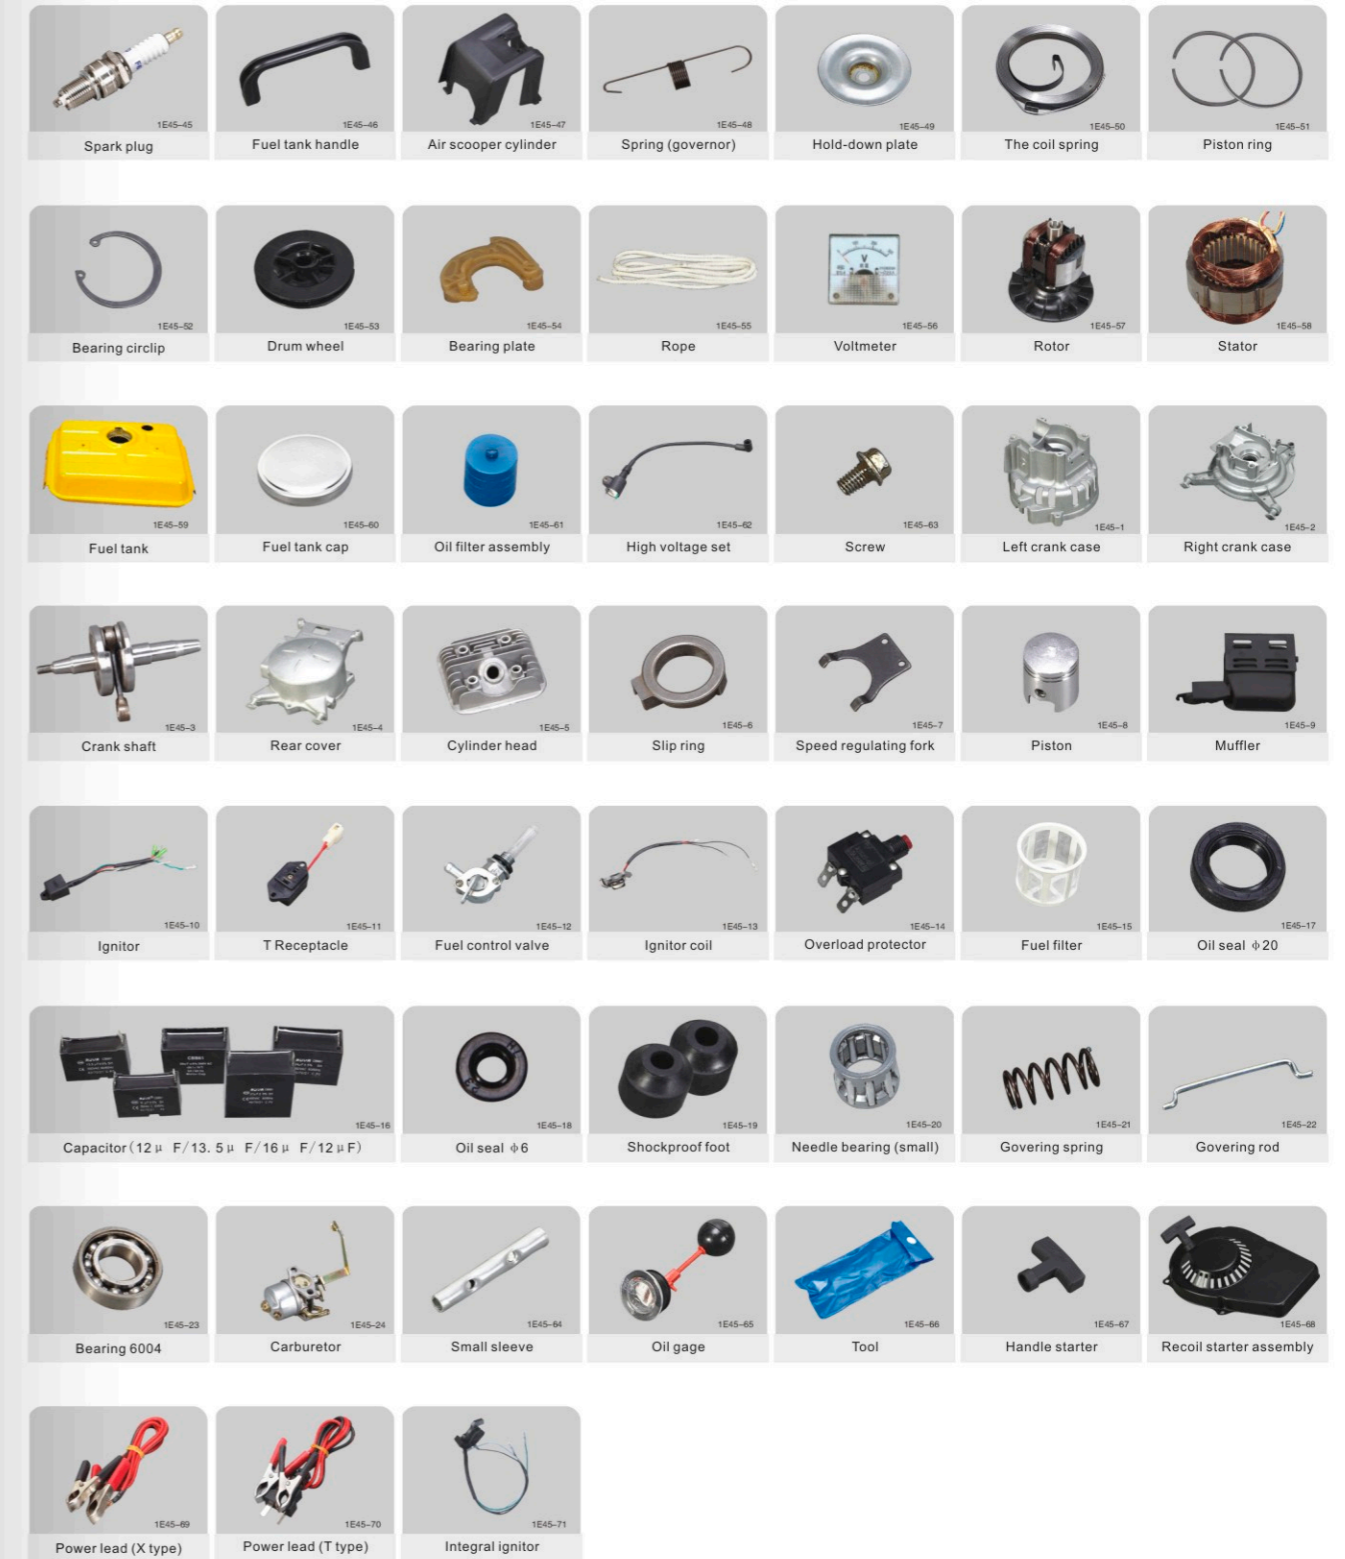 1E45-45
Spark plug
1E45-46
Fuel tank handle
1E45-47
Air scooper cylinder
1E45-48
Spring (governor)
1E45-49
Hold-down plate
1E45-50
The coil spring
1E45-51
Piston ring
1E45-52
Bearing circlip
1E45-53
Drum wheel
1E45-54
Bearing plate
1E45-55
Rope
V
1E45-56
Voltmeter
1E45-57
Rotor
1E45-58
Stator
1E45-59
Fuel tank
1E45-60
Fuel tank cap
1E45-61
Oil filter assembly
1E45-62
High voltage set
1E45-63
Screw
1E45-1
Left crank case
1E45-2
Right crank case
1E45-3
Crank shaft
1E45-4
Rear cover
1E45-5
Cylinder head
1E45-6
Slip ring
1E45-7
Speed regulating fork
1E45-8
Piston
1E45-9
Muffler
1E45-10
Ignitor
1E45-11
T Receptacle
1E45-12
Fuel control valve
1E45-13
Ignitor coil
1E45-14
Overload protector
1E45-15
Fuel filter
1E45-17
Oil seal φ20
1E45-16
Capacitor(12μ F/13.5μ F/16μ F/12μF)
1E45-18
Oil seal φ6
1E45-19
Shockproof foot
1E45-20
Needle bearing (small)
1E45-21
Govering spring
1E45-22
Govering rod
1E45-23
Bearing 6004
1E45-24
Carburetor
1E45-64
Small sleeve
1E45-65
Oil gage
1E45-66
Tool
1E45-67
Handle starter
1E45-68
Recoil starter assembly
1E45-69
Power lead (X type)
1E45-70
Power lead (T type)
1E45-71
Integral ignitor